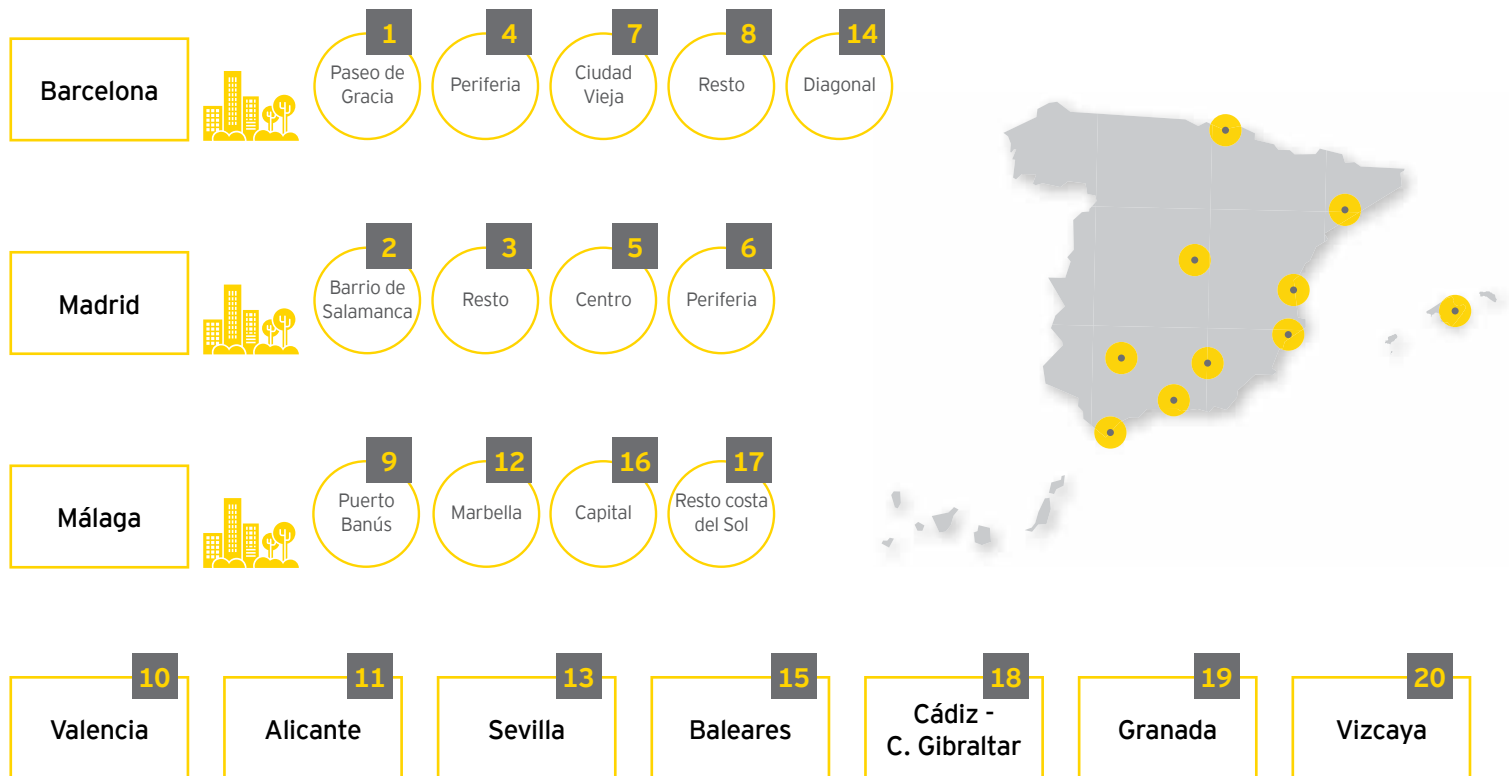 Barcelona
1
Paseo de
Gracia
4
Periferia
7
Ciudad
Vieja
8
Resto
14
Diagonal
Madrid
2
Barrio de
Salamanca
3
Resto
5
Centro
6
Periferia
Málaga
9
Puerto
Banús
12
Marbella
16
Capital
17
Resto costa
del Sol
10
Valencia
11
Alicante
13
Sevilla
15
Baleares
18
Cádiz -
C. Gibraltar
19
Granada
20
Vizcaya